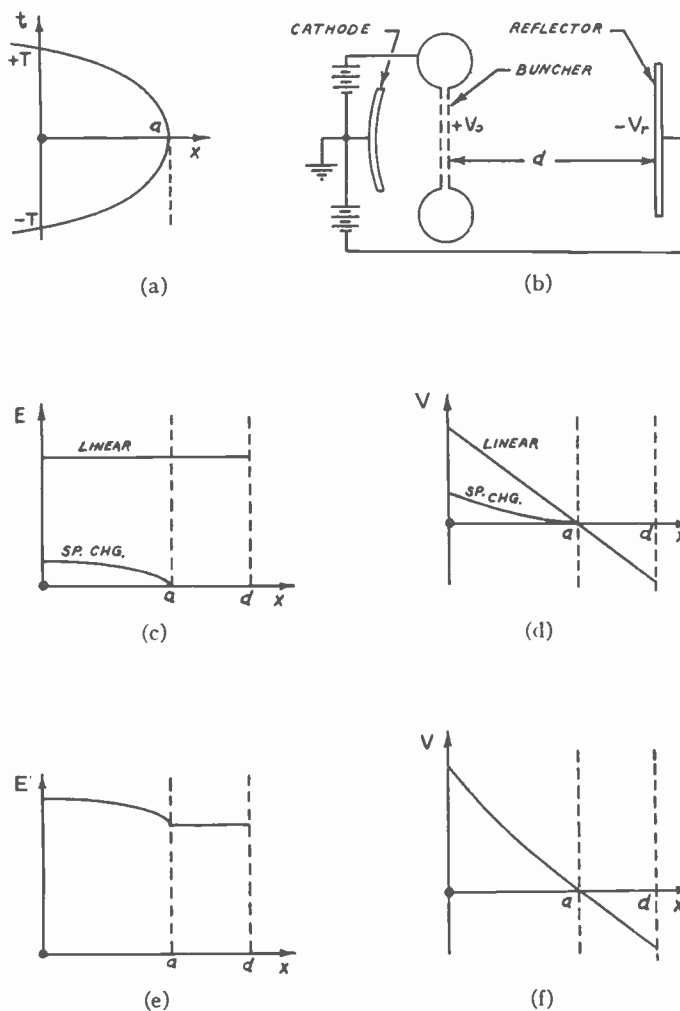 t
+T
a
x
-T
(a)
CATHODE
REFLECTOR
BUNCHER
+V₀
-Vr
d
(b)
E
LINEAR
SP. CHG.
a
d
x
(c)
V
LINEAR
SP. CHG.
a
d
x
(d)
E'
a
d
x
(e)
V
a
d
x
(f)